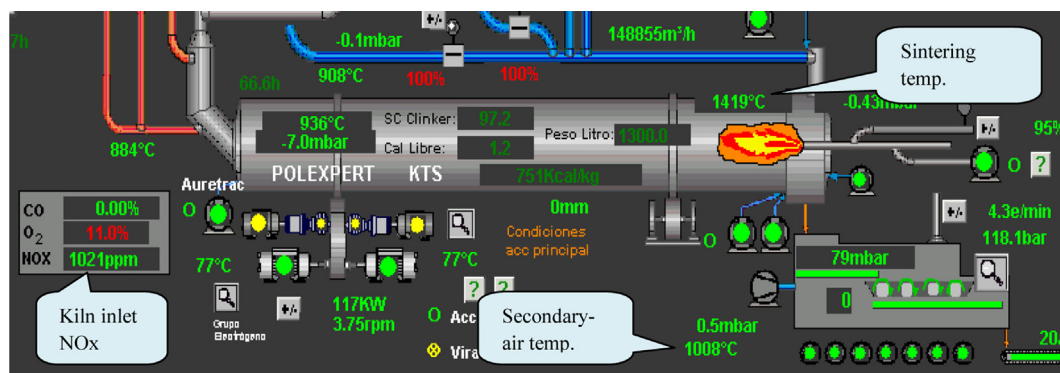 7h
+/-
-0.1mbar
148855m³/h
Sintering
temp.
66.6h
908°C
100%
100%
1419°C
-0.43mbar
936°C
-7.0mbar
SC Clinker:
97.2
Peso Litro:
1300.0
Cal Libre:
1.2
+/-
95%
884°C
POLEXPERT
KTS
751Kcal/kg
O
?
Auretrac
O
CO
0.00%
O2
11.0%
NOX
1021ppm
0mm
Condiciones
acc principal
O
+/-
4.3e/min
118.1bar
77°C
77°C
79mbar
Kiln inlet
NOx
Grupo
Electrógeno
+/-
117KW
3.75rpm
?
?
O
Acc
Vira
Secondary-
air temp.
0
0.5mbar
1008°C
20